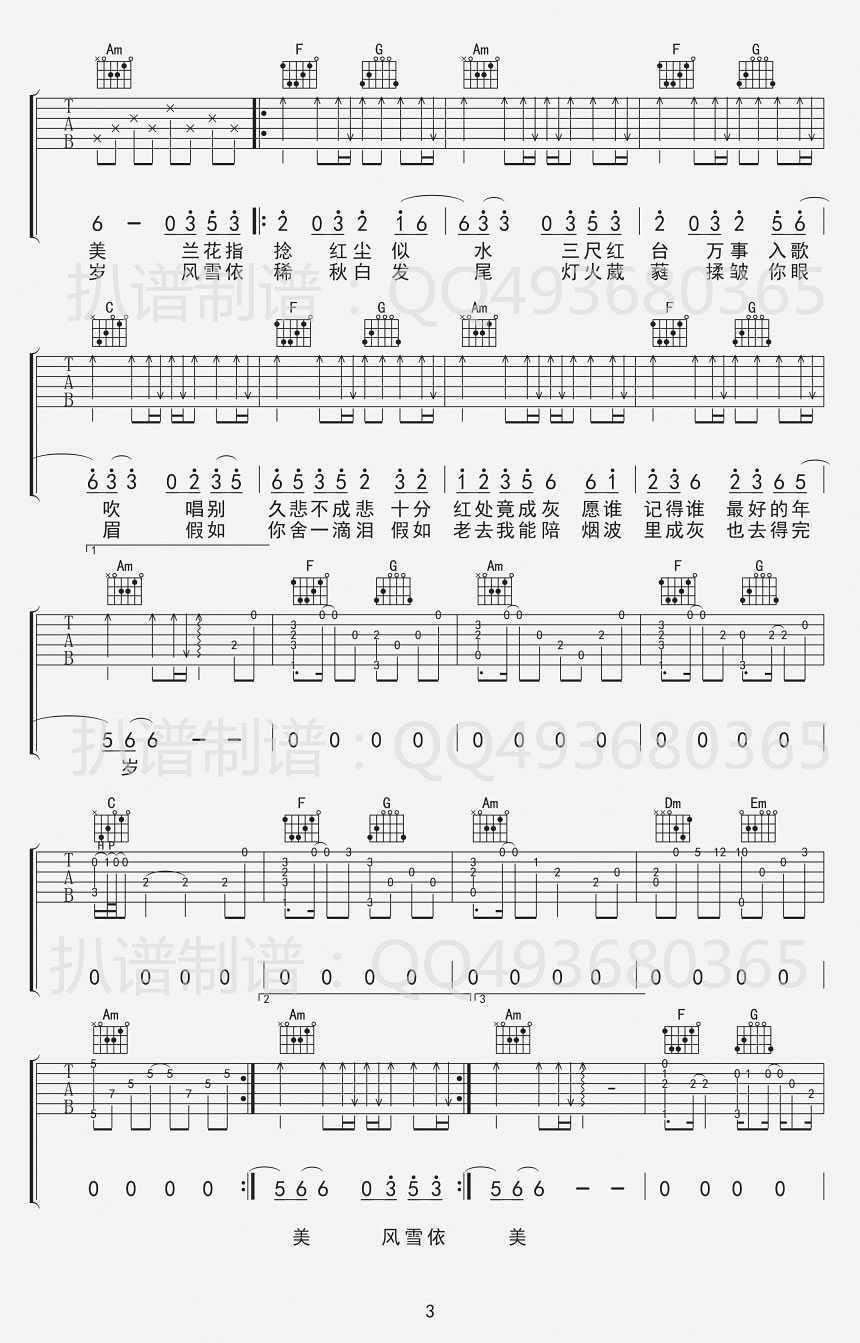 Am F G Am F G
T A B
6 – 0 3 5 3 2 0 3 2 1 6 6 3 3 0 3 5 3 2 0 3 2 5 6
美 兰花指 捻 红尘 似 水 三尺红 台 万事 入歌
岁 风雪依 稀 秋白 发 尾 灯火葳 蕤 揉皱 你眼
扒谱制谱：QQ493680365
C F G Am F G
T A B
6 3 3 0 2 3 5 6 5 3 5 2 3 2 1 2 3 5 6 6 1 2 3 6 2 3 6 5
吹 唱别 久悲不成悲 十分 红处竟成灰 愿谁 记得谁 最好的年
眉 假如 你舍一滴泪 假如 老去我能陪 烟波 里成灰 也去得完
1
Am F G Am F G
T A B
5 6 6 – – 0 0 0 0 0 0 0 0 0 0 0 0
岁
扒谱制谱：QQ493680365
C F G Am Dm Em
H P
T A B
0 0 0 0 0 0 0 0 0 0 0 0 0 0 0 0
扒谱制谱：QQ493680365
2 3
Am Am Am F G
T A B
0 0 0 0 5 6 6 0 3 5 3 5 6 6 – – 0 0 0 0
美 风雪依 美
3